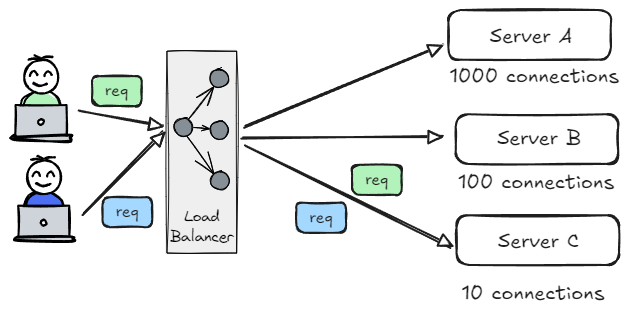 Server A
1000 connections
req
Server B
100 connections
req
req
req
Load
Balancer
Server C
10 connections